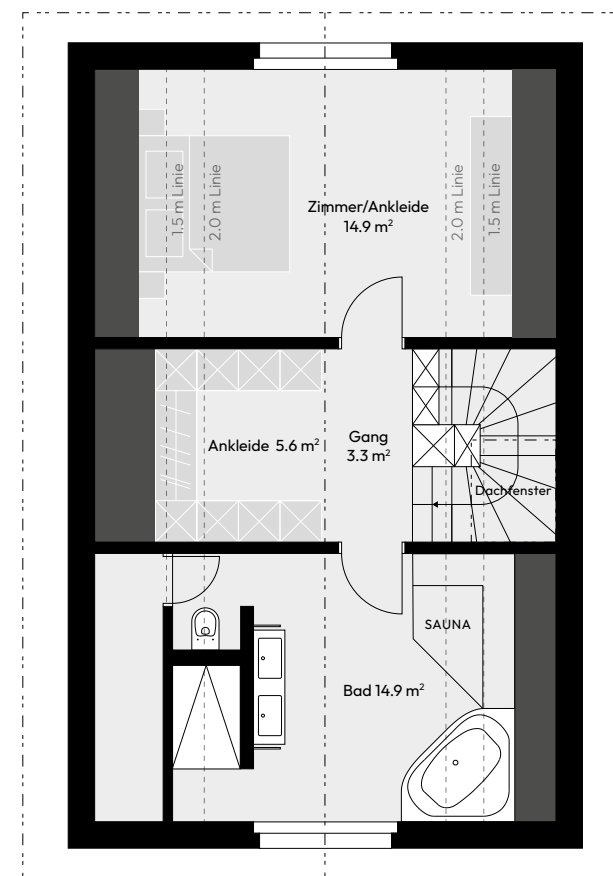 1.5 m Linie
2.0 m Linie
Zimmer/Ankleide
14.9 m²
2.0 m Linie
1.5 m Linie
Ankleide 5.6 m²
Gang
3.3 m²
Dachfenster
SAUNA
Bad 14.9 m²